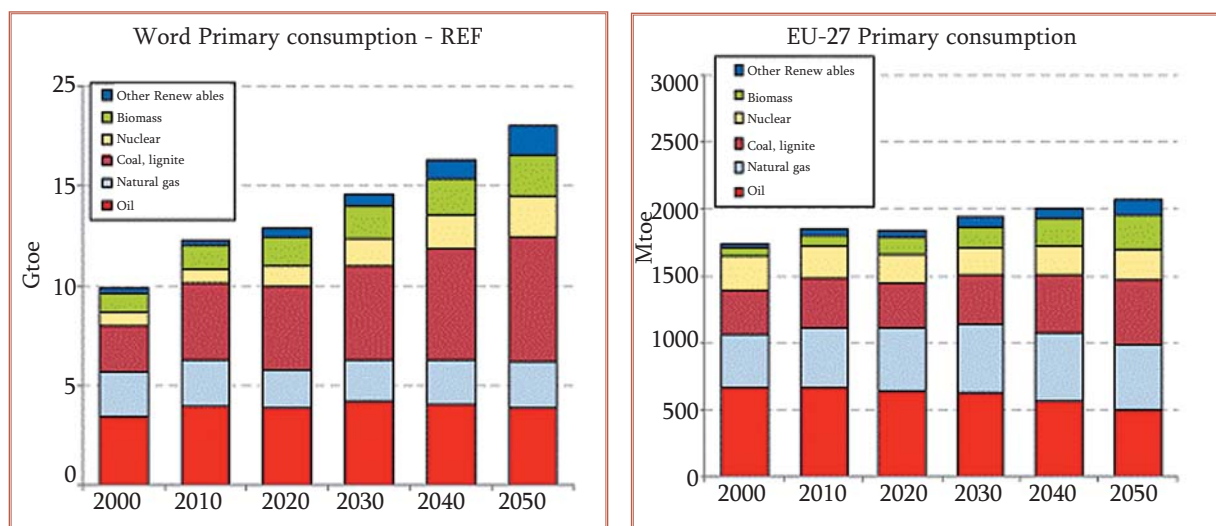 Word Primary consumption - REF
25
15
10
5
0
Gtoe
Other Renew ables
Biomass
Nuclear
Coal, lignite
Natural gas
Oil
2000 2010 2020 2030 2040 2050
EU-27 Primary consumption
3000
2500
2000
1500
1000
500
0
Mtoe
Other Renew ables
Biomass
Nuclear
Coal, lignite
Natural gas
Oil
2000 2010 2020 2030 2040 2050